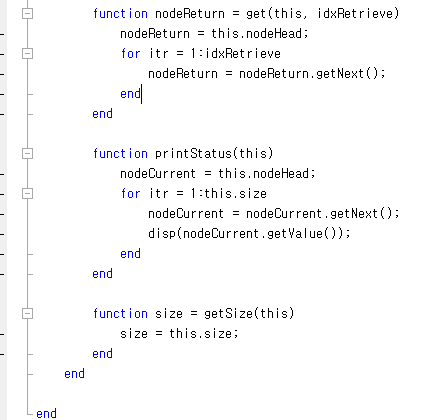 function nodeReturn = get(this, idxRetrieve)
nodeReturn = this.nodeHead;
for itr = 1:idxRetrieve
nodeReturn = nodeReturn.getNext();
end
end
function printStatus(this)
nodeCurrent = this.nodeHead;
for itr = 1:this.size
nodeCurrent = nodeCurrent.getNext();
disp(nodeCurrent.getValue());
end
end
function size = getSize(this)
size = this.size;
end
end
end